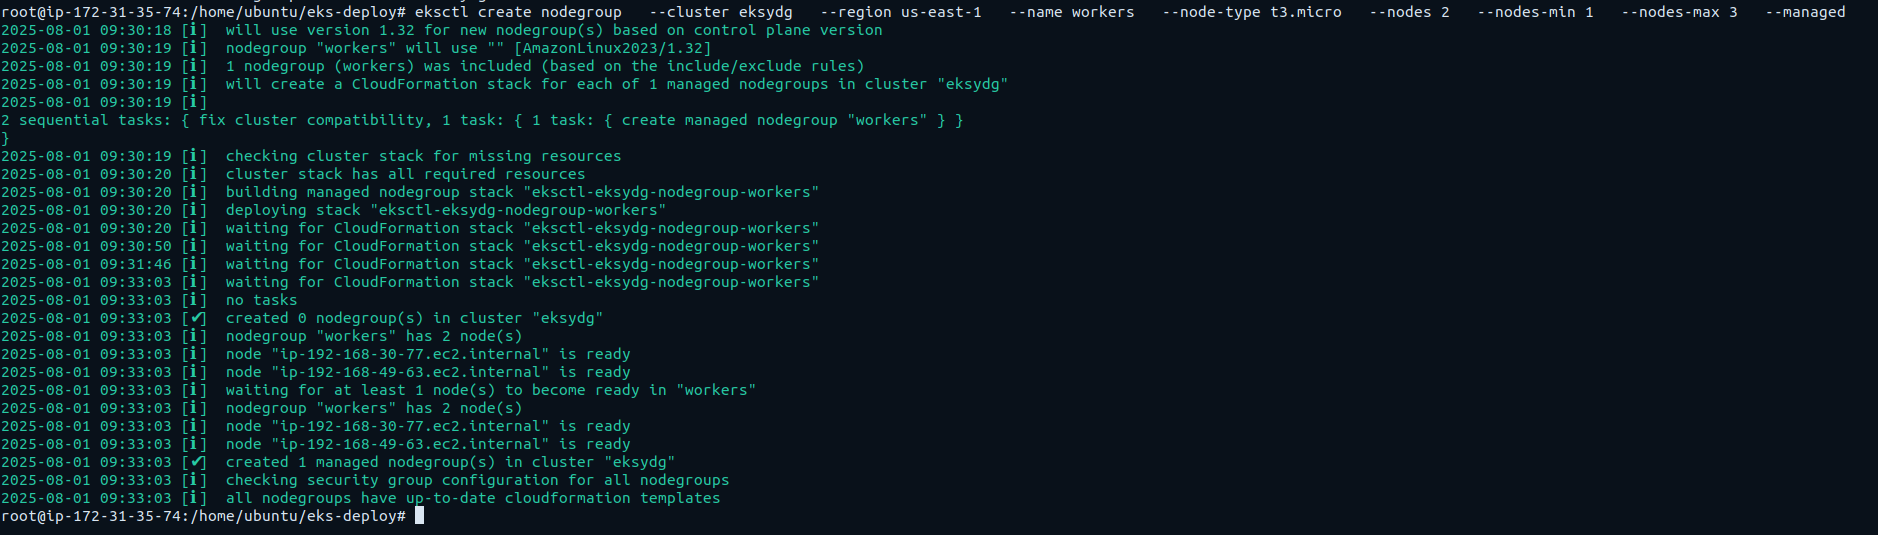 root@ip-172-31-35-74:/home/ubuntu/eks-deploy# eksctl create nodegroup   --cluster eksydg   --region us-east-1   --name workers   --node-type t3.micro   --nodes 2   --nodes-min 1   --nodes-max 3   --managed
2025-08-01 09:30:18 [ℹ]  will use version 1.32 for new nodegroup(s) based on control plane version
2025-08-01 09:30:19 [ℹ]  nodegroup "workers" will use "" [AmazonLinux2023/1.32]
2025-08-01 09:30:19 [ℹ]  1 nodegroup (workers) was included (based on the include/exclude rules)
2025-08-01 09:30:19 [ℹ]  will create a CloudFormation stack for each of 1 managed nodegroups in cluster "eksydg"
2025-08-01 09:30:19 [ℹ]
2 sequential tasks: { fix cluster compatibility, 1 task: { 1 task: { create managed nodegroup "workers" } }
}
2025-08-01 09:30:19 [ℹ]  checking cluster stack for missing resources
2025-08-01 09:30:20 [ℹ]  cluster stack has all required resources
2025-08-01 09:30:20 [ℹ]  building managed nodegroup stack "eksctl-eksydg-nodegroup-workers"
2025-08-01 09:30:20 [ℹ]  deploying stack "eksctl-eksydg-nodegroup-workers"
2025-08-01 09:30:20 [ℹ]  waiting for CloudFormation stack "eksctl-eksydg-nodegroup-workers"
2025-08-01 09:30:50 [ℹ]  waiting for CloudFormation stack "eksctl-eksydg-nodegroup-workers"
2025-08-01 09:31:46 [ℹ]  waiting for CloudFormation stack "eksctl-eksydg-nodegroup-workers"
2025-08-01 09:33:03 [ℹ]  waiting for CloudFormation stack "eksctl-eksydg-nodegroup-workers"
2025-08-01 09:33:03 [ℹ]  no tasks
2025-08-01 09:33:03 [✔]  created 0 nodegroup(s) in cluster "eksydg"
2025-08-01 09:33:03 [ℹ]  nodegroup "workers" has 2 node(s)
2025-08-01 09:33:03 [ℹ]  node "ip-192-168-30-77.ec2.internal" is ready
2025-08-01 09:33:03 [ℹ]  node "ip-192-168-49-63.ec2.internal" is ready
2025-08-01 09:33:03 [ℹ]  waiting for at least 1 node(s) to become ready in "workers"
2025-08-01 09:33:03 [ℹ]  nodegroup "workers" has 2 node(s)
2025-08-01 09:33:03 [ℹ]  node "ip-192-168-30-77.ec2.internal" is ready
2025-08-01 09:33:03 [ℹ]  node "ip-192-168-49-63.ec2.internal" is ready
2025-08-01 09:33:03 [✔]  created 1 managed nodegroup(s) in cluster "eksydg"
2025-08-01 09:33:03 [ℹ]  checking security group configuration for all nodegroups
2025-08-01 09:33:03 [ℹ]  all nodegroups have up-to-date cloudformation templates
root@ip-172-31-35-74:/home/ubuntu/eks-deploy#